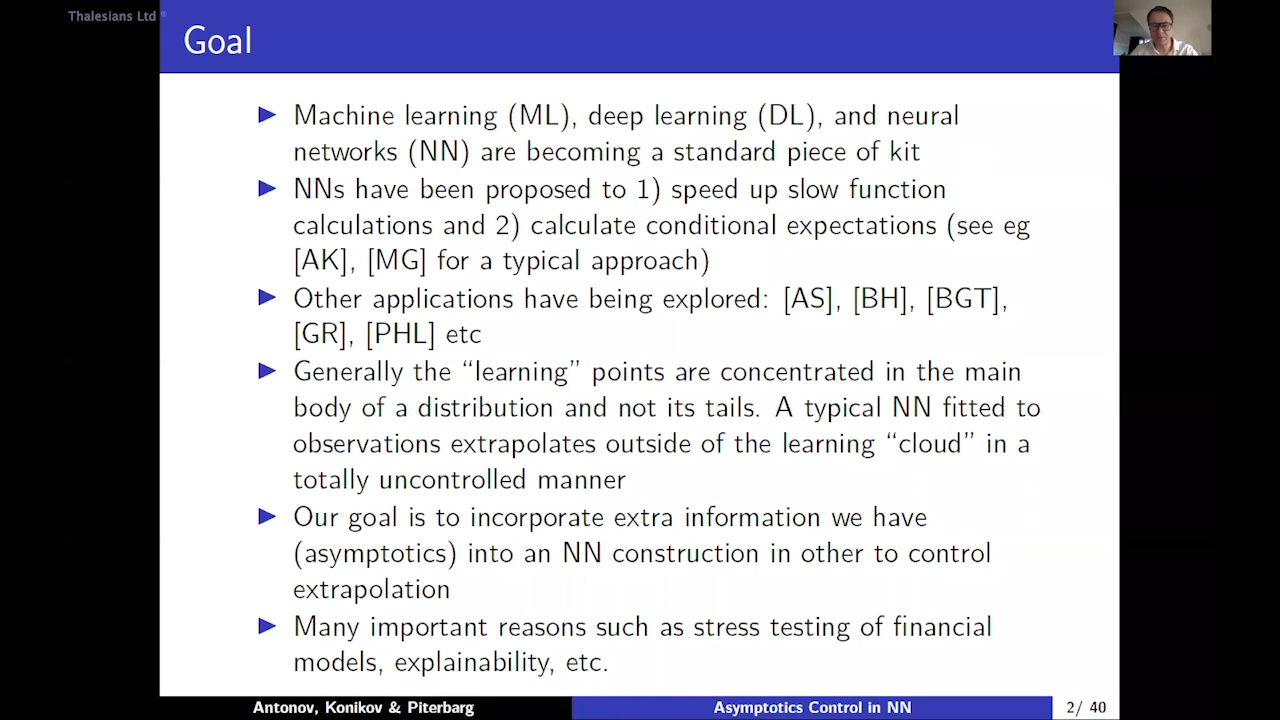 Thalesians Ltd ®
Goal
Machine learning (ML), deep learning (DL), and neural
networks (NN) are becoming a standard piece of kit
NNs have been proposed to 1) speed up slow function
calculations and 2) calculate conditional expectations (see eg
[AK], [MG] for a typical approach)
Other applications have being explored: [AS], [BH], [BGT],
[GR], [PHL] etc
Generally the “learning” points are concentrated in the main
body of a distribution and not its tails. A typical NN fitted to
observations extrapolates outside of the learning “cloud” in a
totally uncontrolled manner
Our goal is to incorporate extra information we have
(asymptotics) into an NN construction in other to control
extrapolation
Many important reasons such as stress testing of financial
models, explainability, etc.
Antonov, Konikov & Piterbarg
Asymptotics Control in NN
2/ 40